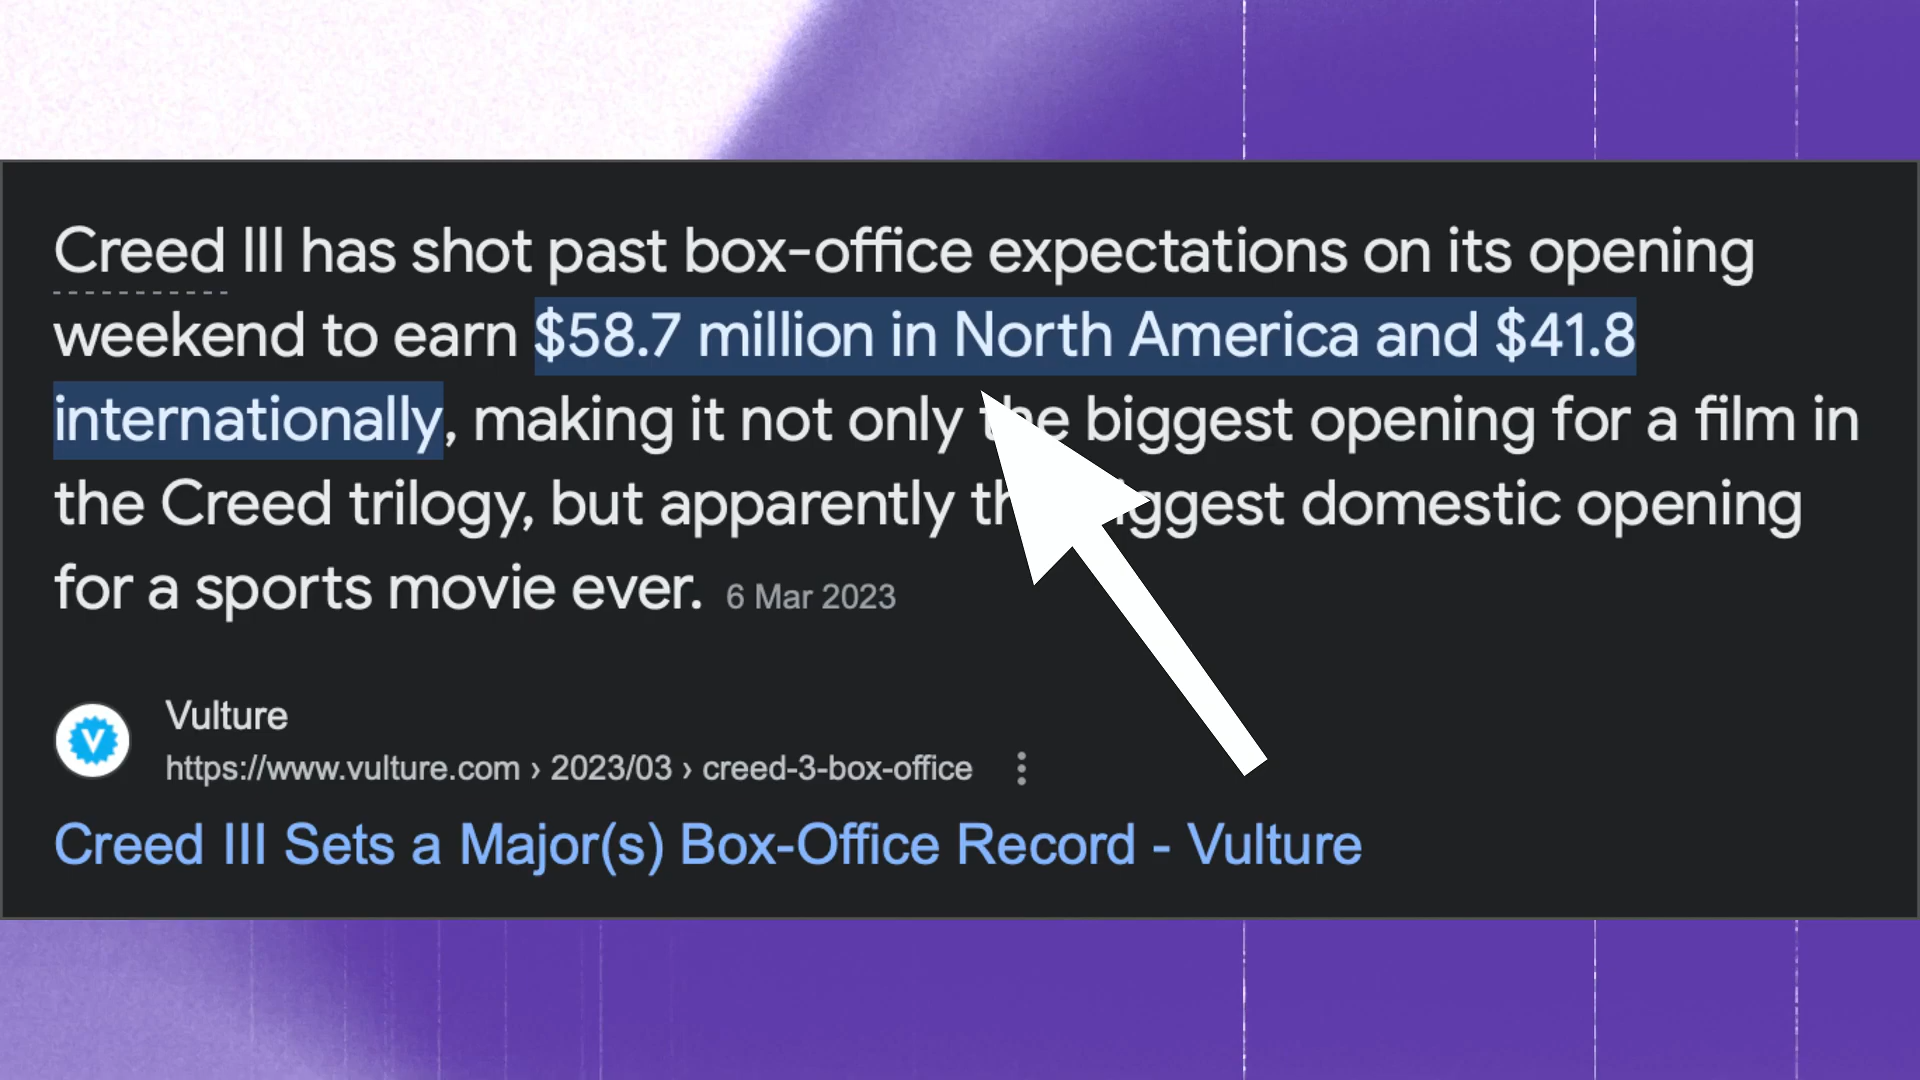 Creed III has shot past box-office expectations on its opening
weekend to earn $58.7 million in North America and $41.8
internationally, making it not only the biggest opening for a film in
the Creed trilogy, but apparently the biggest domestic opening
for a sports movie ever. 6 Mar 2023
V
Vulture
https://www.vulture.com › 2023/03 › creed-3-box-office
Creed III Sets a Major(s) Box-Office Record - Vulture